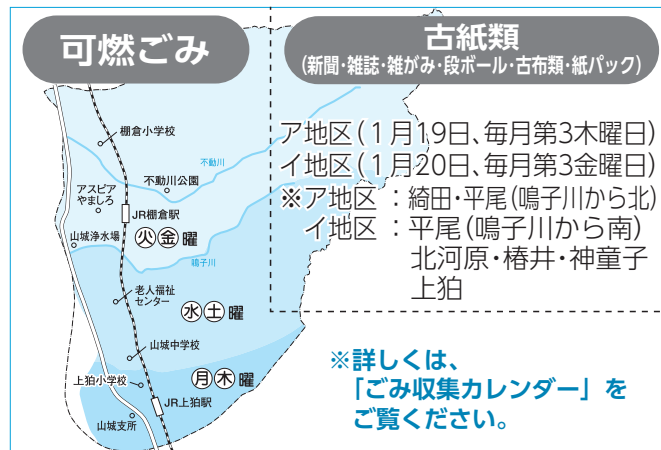 可燃ごみ
古紙類
(新聞・雑誌・雑がみ・段ボール・古布類・紙パック)
ア地区(1月19日、毎月第3木曜日)
イ地区(1月20日、毎月第3金曜日)
※ア地区:綺田・平尾(鳴子川から北)
イ地区:平尾(鳴子川から南)
北河原・椿井・神童子
上狛
棚倉小学校
不動川
不動川公園
アスピア
やましろ
JR棚倉駅
山城浄水場
火金曜
鳴子川
老人福祉
センター
水土曜
山城中学校
上狛小学校
月木曜
JR上狛駅
山城支所
※詳しくは、
「ごみ収集カレンダー」を
ご覧ください。